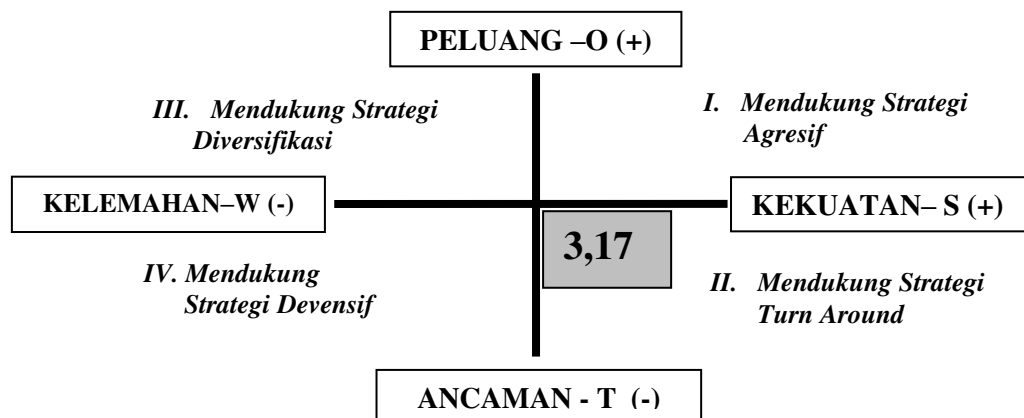 PELUANG –O (+)
III. Mendukung Strategi
Diversifikasi
I. Mendukung Strategi
Agresif
KELEMAHAN–W (-)
KEKUATAN– S (+)
3,17
IV. Mendukung
Strategi Devensif
II. Mendukung Strategi
Turn Around
ANCAMAN - T (-)